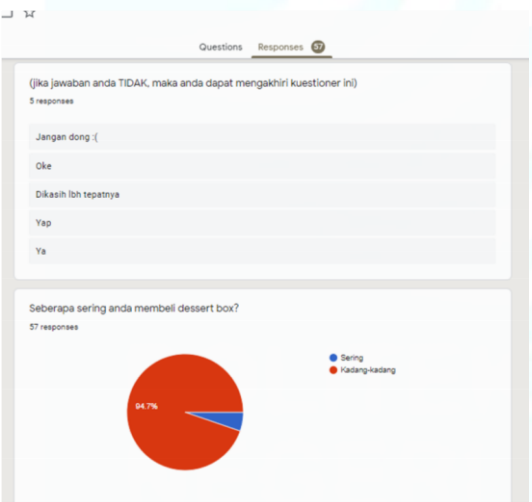 Questions Responses 57
(jika jawaban anda TIDAK, maka anda dapat mengakhiri kuestioner ini)
5 responses
Jangan dong :(
Oke
Dikasih lbh tepatnya
Yap
Ya
Seberapa sering anda membeli dessert box?
57 responses
Sering
Kadang-kadang
94.7%